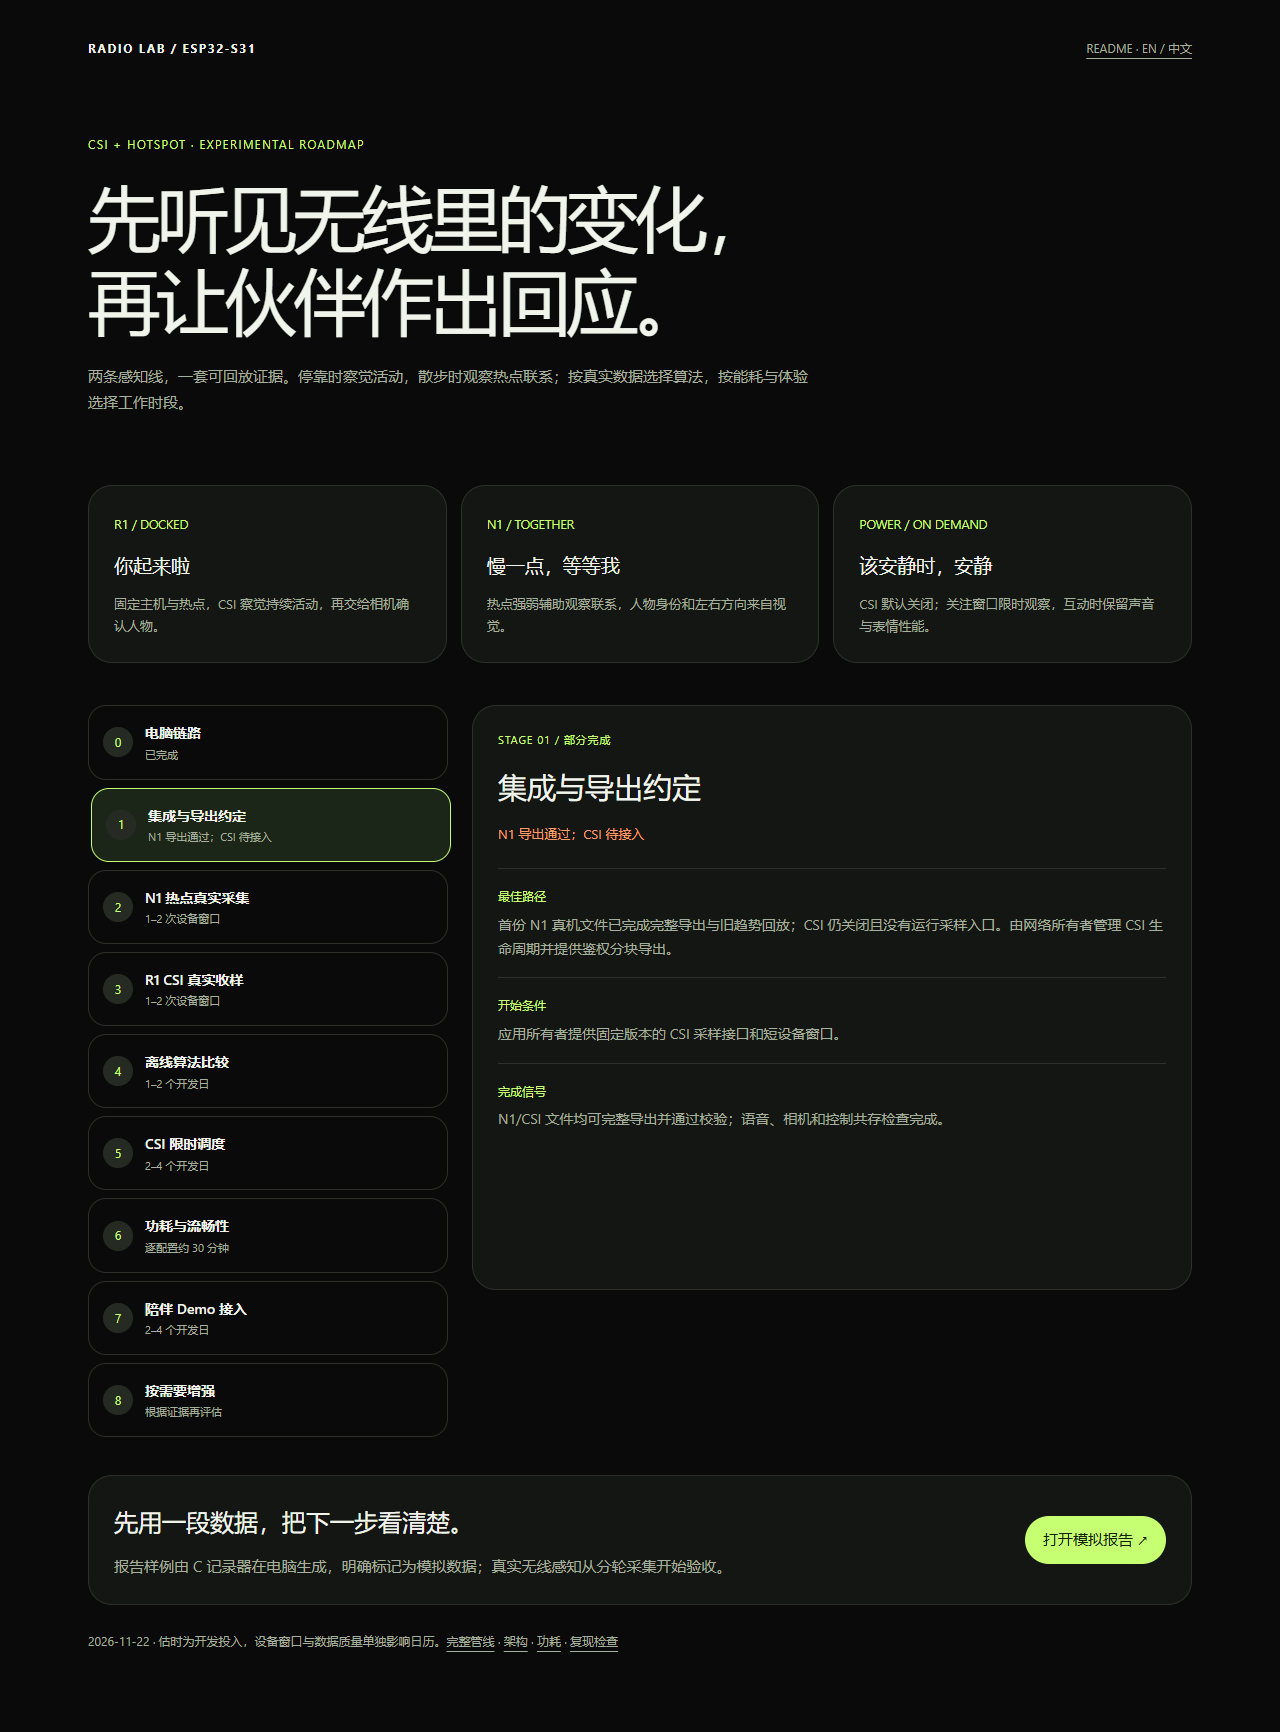 RADIO LAB / ESP32-S31
README · EN / 中文
CSI + HOTSPOT · EXPERIMENTAL ROADMAP
先听见无线里的变化，
再让伙伴作出回应。
两条感知线，一套可回放证据。停靠时察觉活动，散步时观察热点联系；按真实数据选择算法，按能耗与体验
选择工作时段。
R1 / DOCKED
你起来啦
固定主机与热点，CSI 察觉持续活动，再交给相机确
认人物。
N1 / TOGETHER
慢一点，等等我
热点强弱辅助观察联系，人物身份和左右方向来自视
觉。
POWER / ON DEMAND
该安静时，安静
CSI 默认关闭；关注窗口限时观察，互动时保留声音
与表情性能。
0
电脑链路
已完成
1
集成与导出约定
N1 导出通过；CSI 待接入
2
N1 热点真实采集
1–2 次设备窗口
3
R1 CSI 真实收样
1–2 次设备窗口
4
离线算法比较
1–2 个开发日
5
CSI 限时调度
2–4 个开发日
6
功耗与流畅性
逐配置约 30 分钟
7
陪伴 Demo 接入
2–4 个开发日
8
按需要增强
根据证据再评估
STAGE 01 / 部分完成
集成与导出约定
N1 导出通过；CSI 待接入
最佳路径
首份 N1 真机文件已完成完整导出与旧趋势回放；CSI 仍关闭且没有运行采样入口。由网络所有者管理 CSI 生
命周期并提供鉴权分块导出。
开始条件
应用所有者提供固定版本的 CSI 采样接口和短设备窗口。
完成信号
N1/CSI 文件均可完整导出并通过校验；语音、相机和控制共存检查完成。
先用一段数据，把下一步看清楚。
报告样例由 C 记录器在电脑生成，明确标记为模拟数据；真实无线感知从分轮采集开始验收。
打开模拟报告 ↗
2026-11-22 · 估时为开发投入，设备窗口与数据质量单独影响日历。完整管线 · 架构 · 功耗 · 复现检查